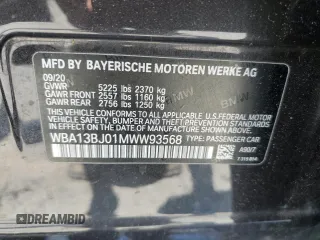 MFD BY BAYERISCHE MOTOREN WERKE AG
09/20
GVWR 5225 lbs 2370 kg
GAWR FRONT 2557 lbs 1160 kg
GAWR REAR 2756 lbs 1250 kg
THIS VEHICLE CONFORMS TO ALL APPLICABLE
FEDERAL MOTOR VEHICLE SAFETY, BUMPER,
AND THEFT PREVENTION STANDARDS IN EFFECT
ON THE DATE OF MANUFACTURE SHOWN ABOVE.
WBA13BJ01MWW93568 TYPE: PASSENGER CAR
A90/7
DREAMBID